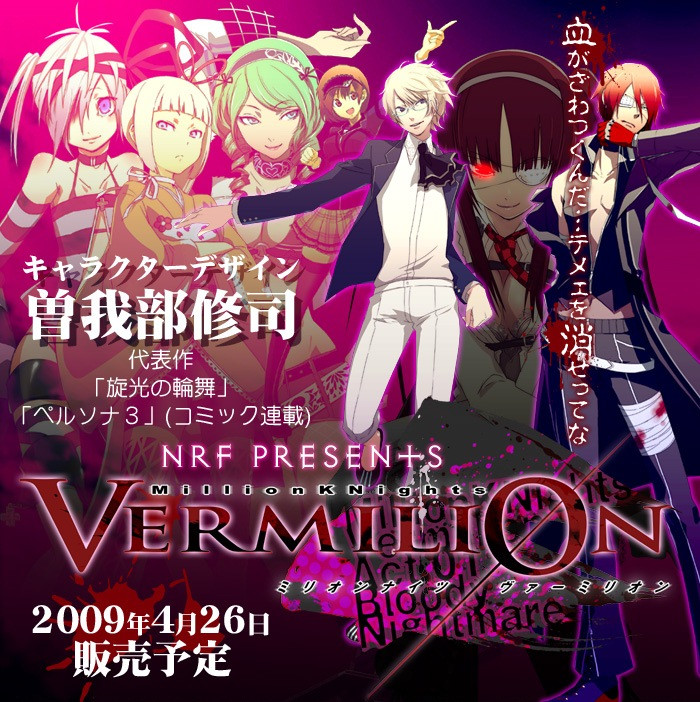 血がざわつくんだ…テメェを消せってな
キャラクターデザイン
曽我部修司
代表作
「旋光の輪舞」
「ペルソナ３」(コミック連載)
NRF PRESENTS
MillionKNights
VERMILION
ミリオンナイツ ヴァーミリオン
Bloody
Nightmare
2009年4月26日
販売予定